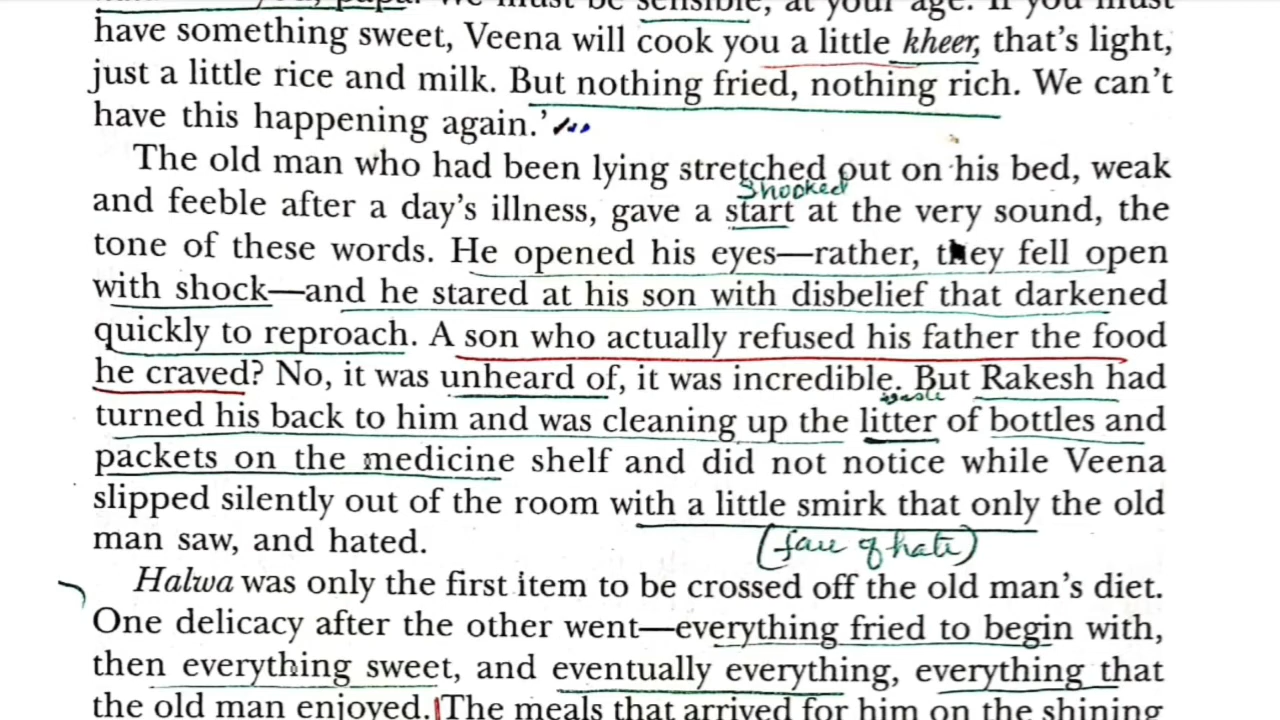 sensible, at your age. If you must
have something sweet, Veena will cook you a little kheer, that's light,
just a little rice and milk. But nothing fried, nothing rich. We can't
have this happening again.'
The old man who had been lying stretched out on his bed, weak
Shooked
and feeble after a day's illness, gave a start at the very sound, the
tone of these words. He opened his eyes—rather, they fell open
with shock—and he stared at his son with disbelief that darkened
quickly to reproach. A son who actually refused his father the food
he craved? No, it was unheard of, it was incredible. But Rakesh had
waste
turned his back to him and was cleaning up the litter of bottles and
packets on the medicine shelf and did not notice while Veena
slipped silently out of the room with a little smirk that only the old
man saw, and hated.
(face of hate)
Halwa was only the first item to be crossed off the old man's diet.
One delicacy after the other went—everything fried to begin with,
then everything sweet, and eventually everything, everything that
the old man enjoyed. The meals that arrived for him on the shining